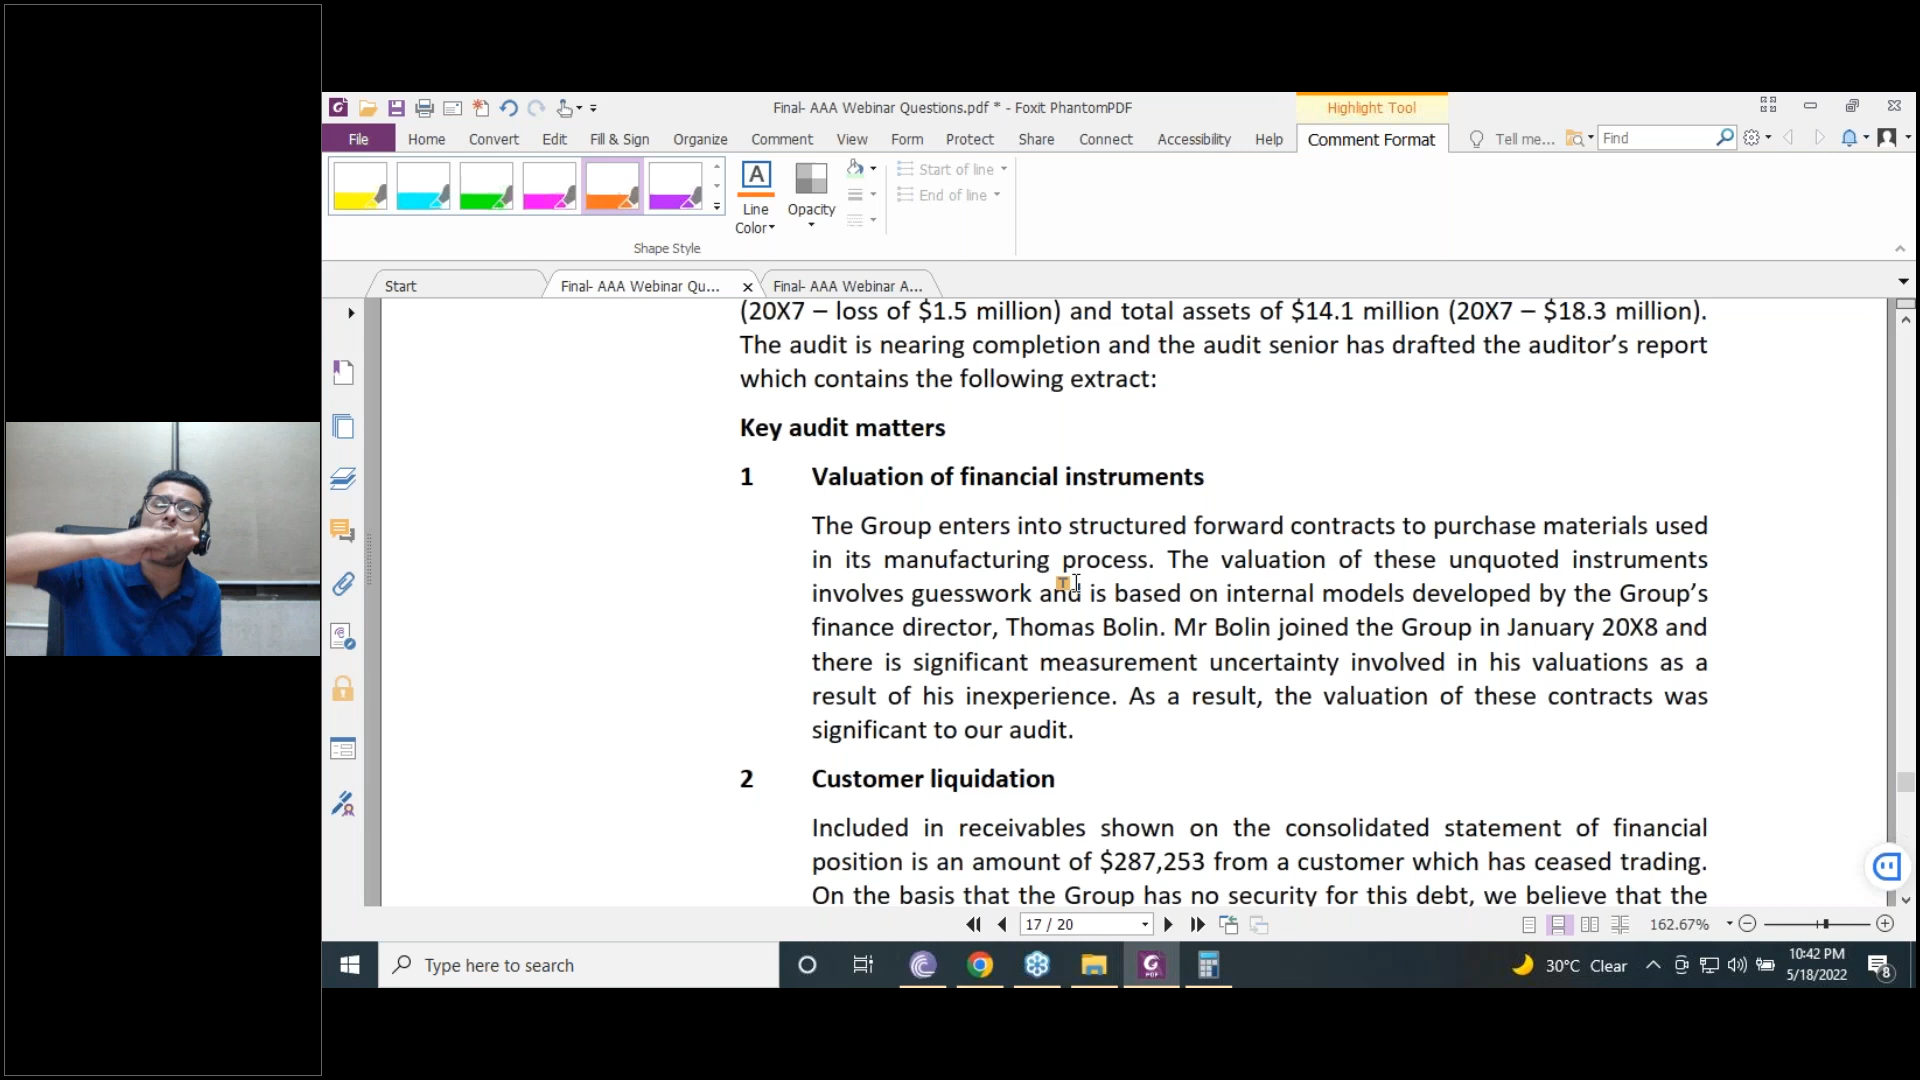 Final- AAA Webinar Questions.pdf * - Foxit PhantomPDF
Highlight Tool
File
Home
Convert
Edit
Fill & Sign
Organize
Comment
View
Form
Protect
Share
Connect
Accessibility
Help
Comment Format
Tell me...
Find
A
Line
Color
Opacity
Start of line
End of line
Shape Style
Start
Final- AAA Webinar Qu...
Final- AAA Webinar A...
(20X7 – loss of $1.5 million) and total assets of $14.1 million (20X7 – $18.3 million).
The audit is nearing completion and the audit senior has drafted the auditor’s report
which contains the following extract:
Key audit matters
1 Valuation of financial instruments
The Group enters into structured forward contracts to purchase materials used
in its manufacturing process. The valuation of these unquoted instruments
involves guesswork and is based on internal models developed by the Group’s
finance director, Thomas Bolin. Mr Bolin joined the Group in January 20X8 and
there is significant measurement uncertainty involved in his valuations as a
result of his inexperience. As a result, the valuation of these contracts was
significant to our audit.
2 Customer liquidation
Included in receivables shown on the consolidated statement of financial
position is an amount of $287,253 from a customer which has ceased trading.
On the basis that the Group has no security for this debt, we believe that the
17 / 20
162.67%
Type here to search
30°C Clear
10:42 PM
5/18/2022
8